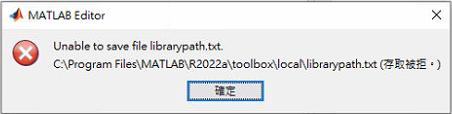 MATLAB Editor
Unable to save file librarypath.txt.
C:\Program Files\MATLAB\R2022a\toolbox\local\librarypath.txt (存取被拒。)
確定